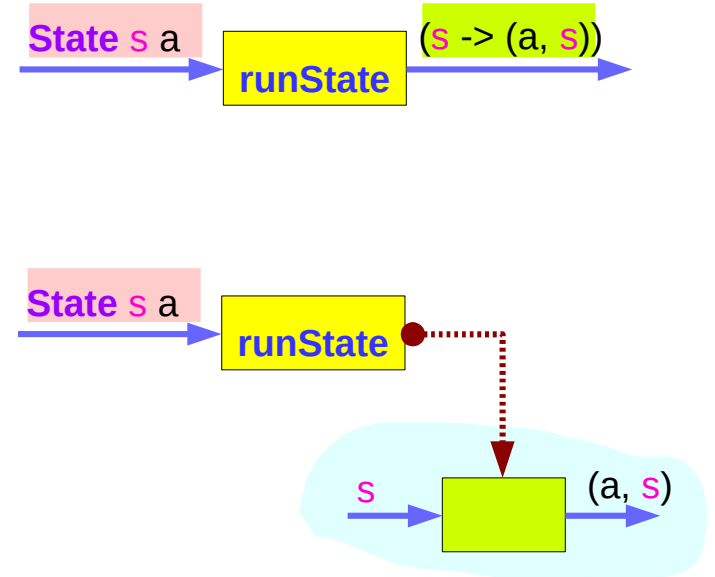 State s a
(s -> (a, s))
runState
State s a
runState
s
(a, s)